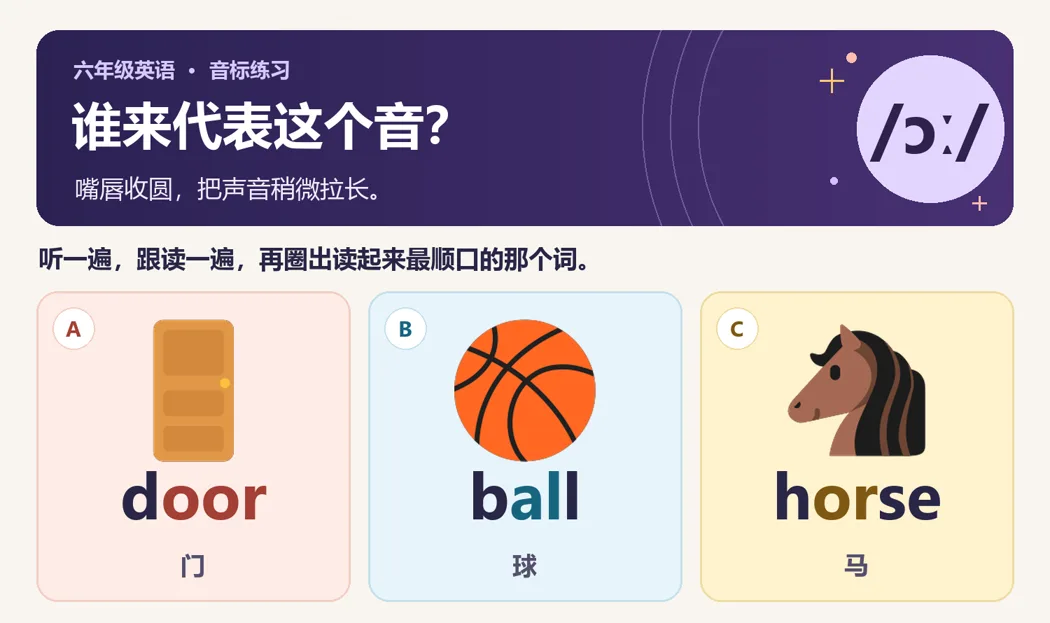 六年级英语 · 音标练习
谁来代表这个音?
嘴唇收圆，把声音稍微拉长。
/ɔː/
听一遍，跟读一遍，再圈出读起来最顺口的那个词。
A
door
门
B
ball
球
C
horse
马